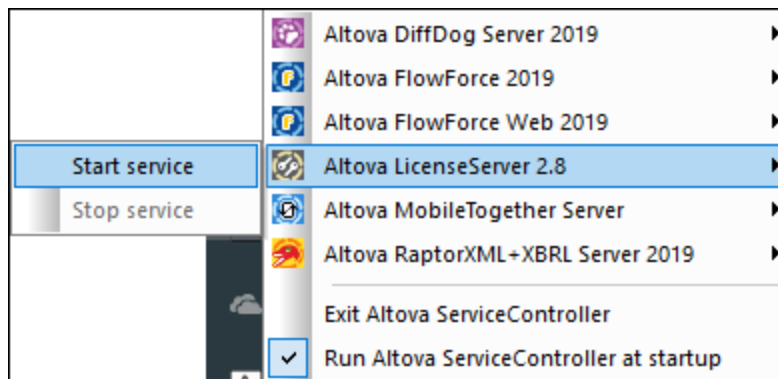 Altova DiffDog Server 2019
Altova FlowForce 2019
Altova FlowForce Web 2019
Start service
Altova LicenseServer 2.8
Stop service
Altova MobileTogether Server
Altova RaptorXML+XBRL Server 2019
Exit Altova ServiceController
Run Altova ServiceController at startup